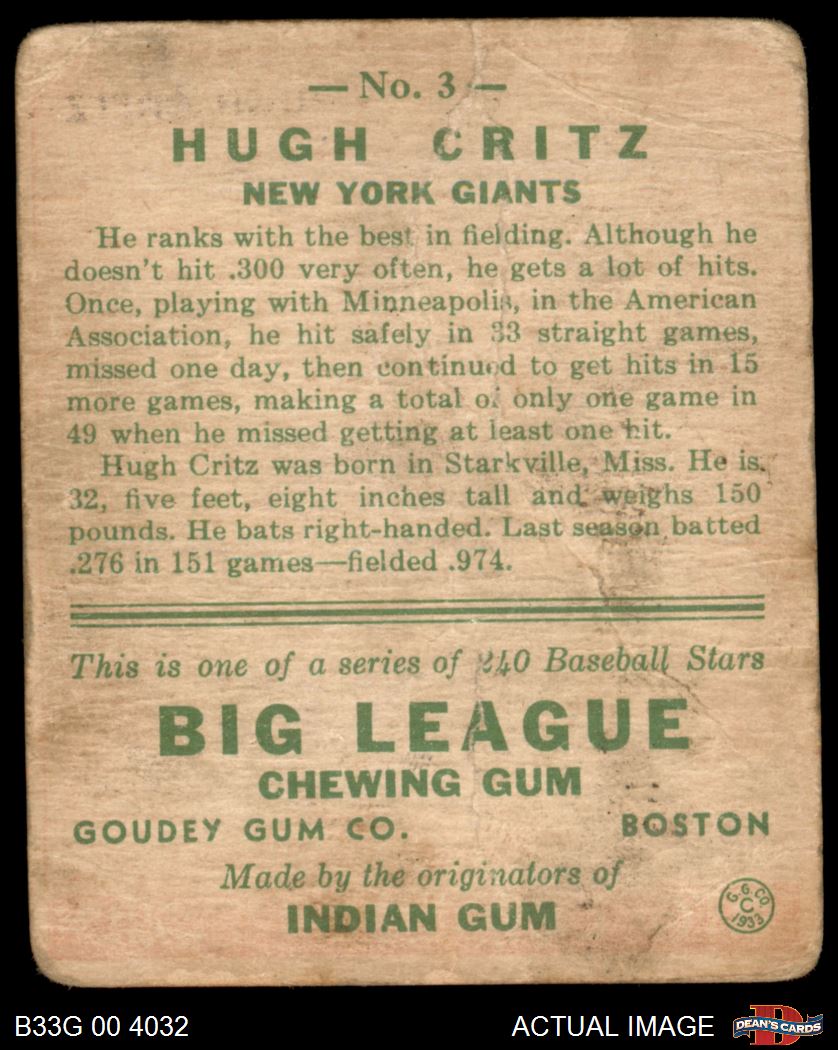 — No. 3 —
HUGH CRITZ
NEW YORK GIANTS
He ranks with the best in fielding. Although he
doesn't hit .300 very often, he gets a lot of hits.
Once, playing with Minneapolis, in the American
Association, he hit safely in 33 straight games,
missed one day, then continued to get hits in 15
more games, making a total of only one game in
49 when he missed getting at least one hit.
Hugh Critz was born in Starkville, Miss. He is
32, five feet, eight inches tall and weighs 150
pounds. He bats right-handed. Last season batted
.276 in 151 games—fielded .974.
This is one of a series of 240 Baseball Stars
BIG LEAGUE
CHEWING GUM
GOUDEY GUM CO. BOSTON
Made by the originators of
INDIAN GUM
G.G.CO
C
1933
B33G 00 4032 ACTUAL IMAGE
D
DEAN'S CARDS